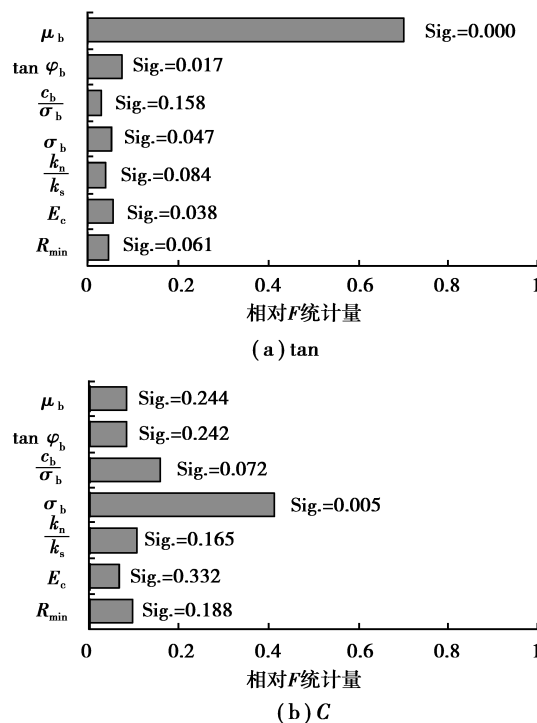 μb Sig.=0.000
tan φb Sig.=0.017
cb/σb Sig.=0.158
σb Sig.=0.047
kn/ks Sig.=0.084
Ec Sig.=0.038
Rmin Sig.=0.061
0 0.2 0.4 0.6 0.8 1
相对F统计量
(a) tan
μb Sig.=0.244
tan φb Sig.=0.242
cb/σb Sig.=0.072
σb Sig.=0.005
kn/ks Sig.=0.165
Ec Sig.=0.332
Rmin Sig.=0.188
0 0.2 0.4 0.6 0.8 1
相对F统计量
(b) C